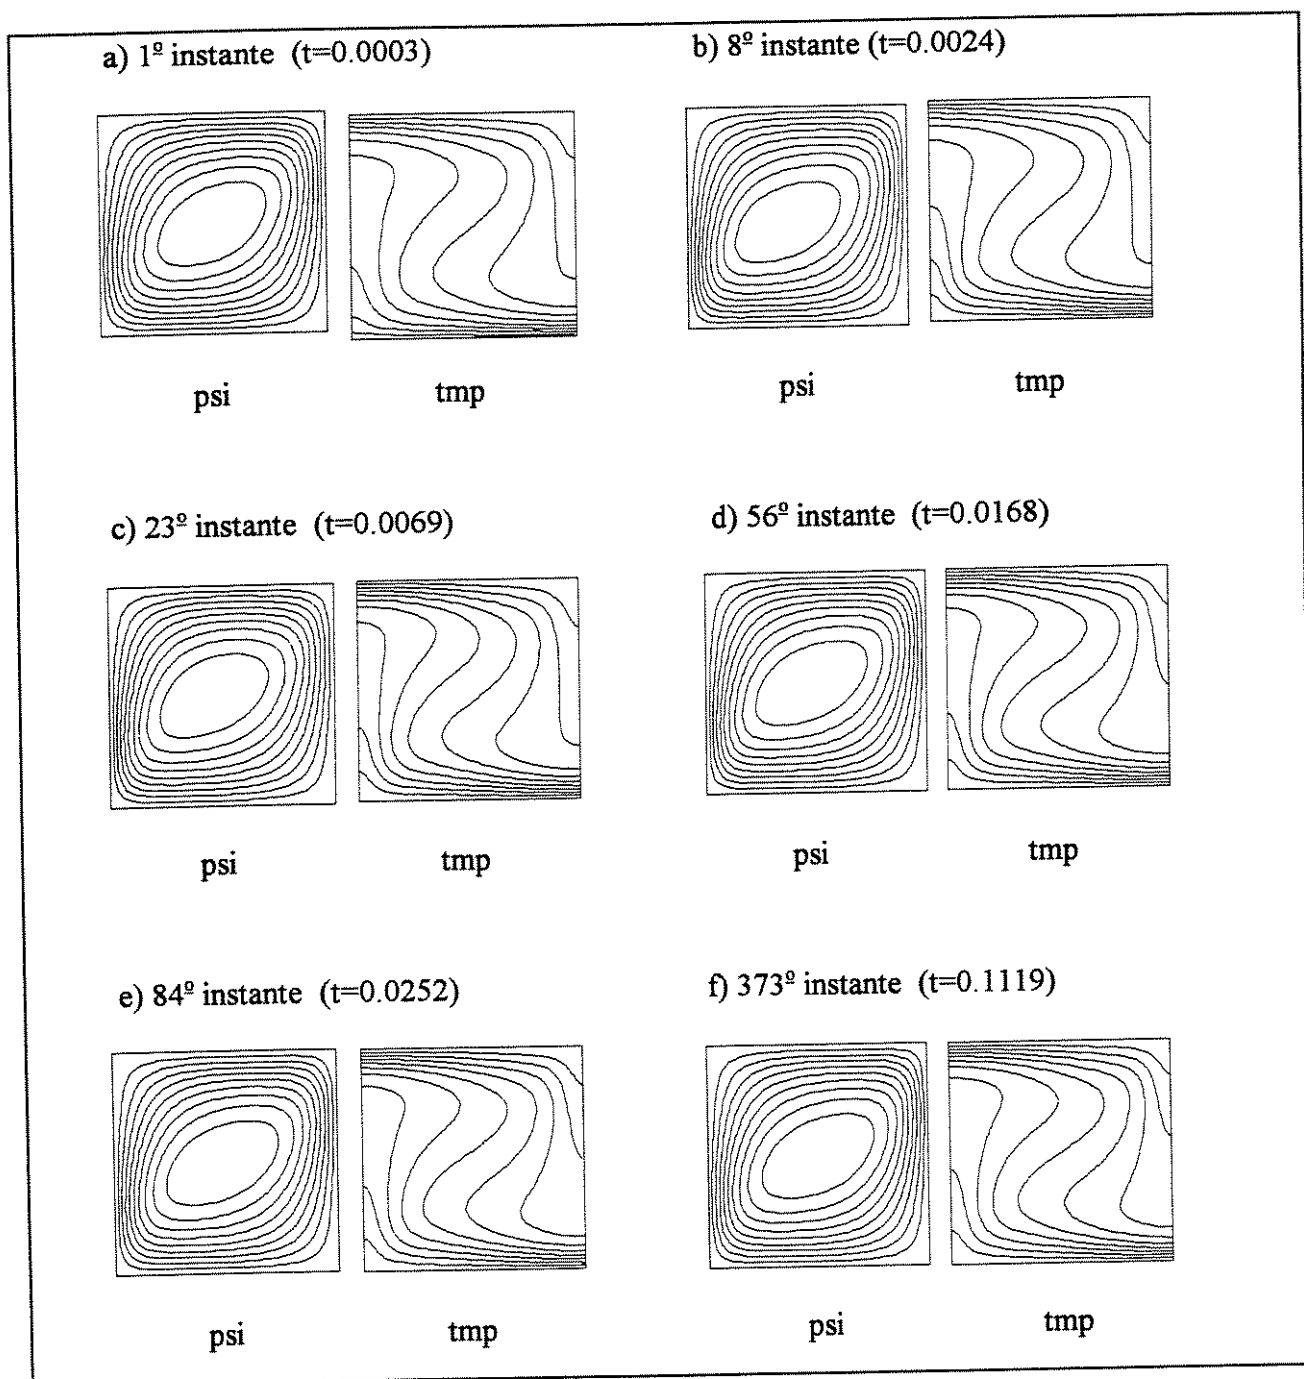 a) 1º instante (t=0.0003)
b) 8º instante (t=0.0024)
psi
tmp
psi
tmp
c) 23º instante (t=0.0069)
d) 56º instante (t=0.0168)
psi
tmp
psi
tmp
e) 84º instante (t=0.0252)
f) 373º instante (t=0.1119)
psi
tmp
psi
tmp